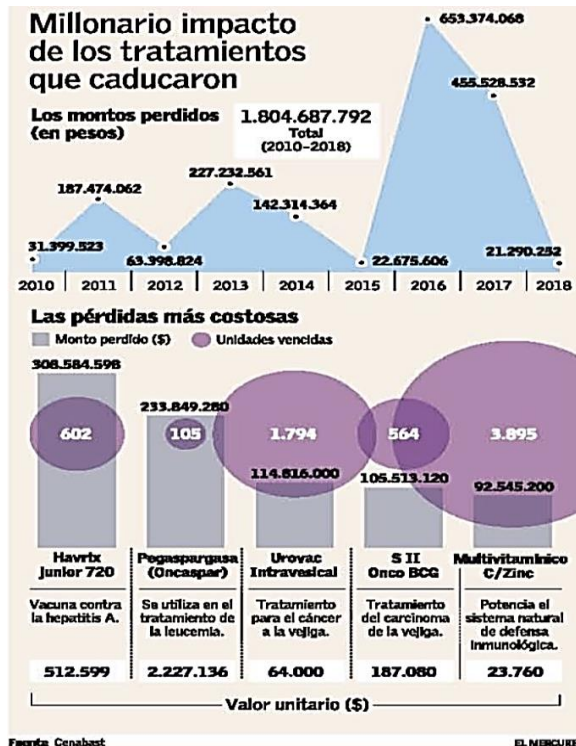 Millonario impacto
de los tratamientos
que caducaron
Los montos perdidos
(en pesos)
1.804.687.792
Total
(2010-2018)
31.399.523
187.474.062
63.998.824
227.232.561
142.314.364
22.675.606
653.374.068
455.528.532
21.290.252
2010 2011 2012 2013 2014 2015 2016 2017 2018
Las pérdidas más costosas
Monto perdido ($) Unidades vencidas
308.584.598
233.849.280
114.816.000
105.513.120
92.545.200
602 105 1.794 564 3.895
Havrix
Junior 720
Pegaspargasa
(Oncaspar)
Urovac
Intravesical
S II
Onco BCG
Multivitamínico
C/Zinc
Vacuna contra
la hepatitis A.
Se utiliza en el
tratamiento de
la leucemia.
Tratamiento
para el cáncer
a la vejiga.
Tratamiento
del carcinoma
de la vejiga.
Potencia el
sistema natural
de defensa
inmunológica.
512.599 2.227.136 64.000 187.080 23.760
Valor unitario ($)
Fuente Cenabast
EL MERCURI